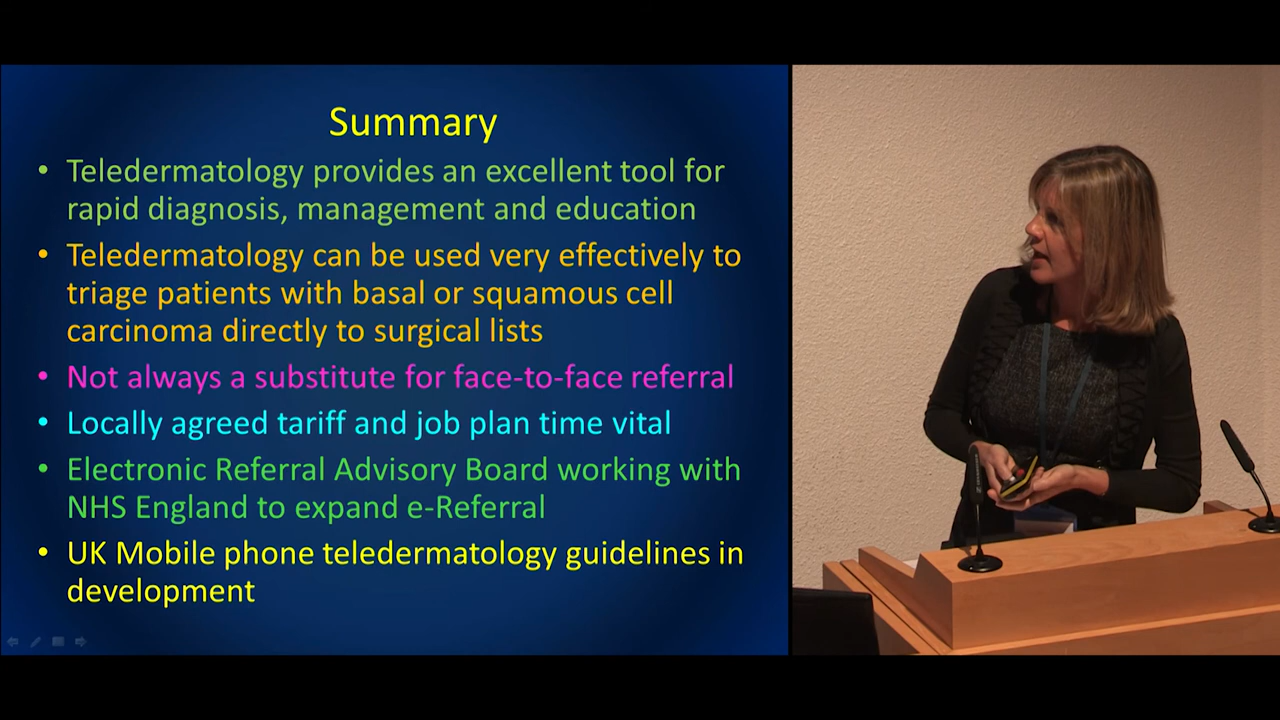 Summary
• Teledermatology provides an excellent tool for
rapid diagnosis, management and education
• Teledermatology can be used very effectively to
triage patients with basal or squamous cell
carcinoma directly to surgical lists
• Not always a substitute for face-to-face referral
• Locally agreed tariff and job plan time vital
• Electronic Referral Advisory Board working with
NHS England to expand e-Referral
• UK Mobile phone teledermatology guidelines in
development